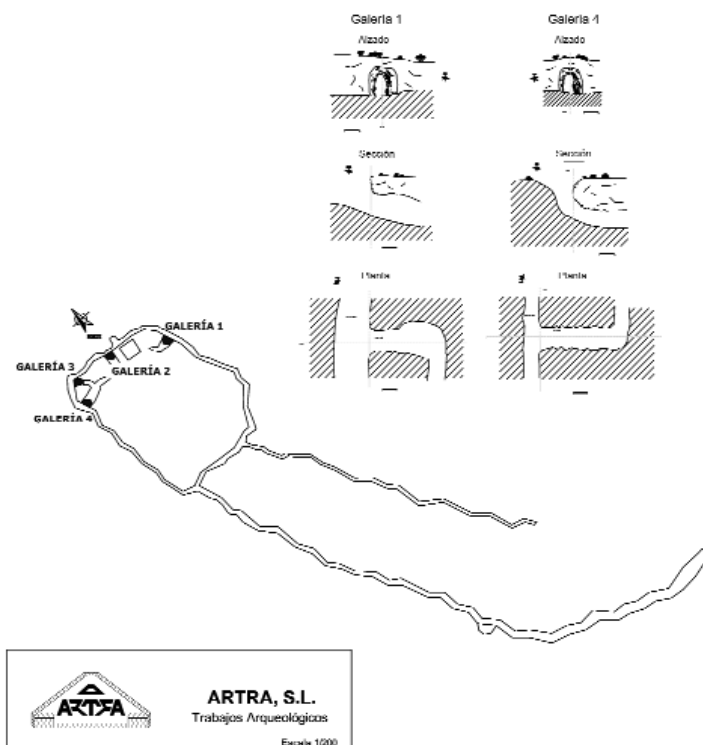 Galería 1
Alzado
Sección
Planta
Galería 4
Alzado
Sección
Planta
GALERÍA 1
GALERÍA 3
GALERÍA 2
GALERÍA 4
ARTRA
ARTRA, S.L.
Trabajos Arqueológicos
Escala 1/200